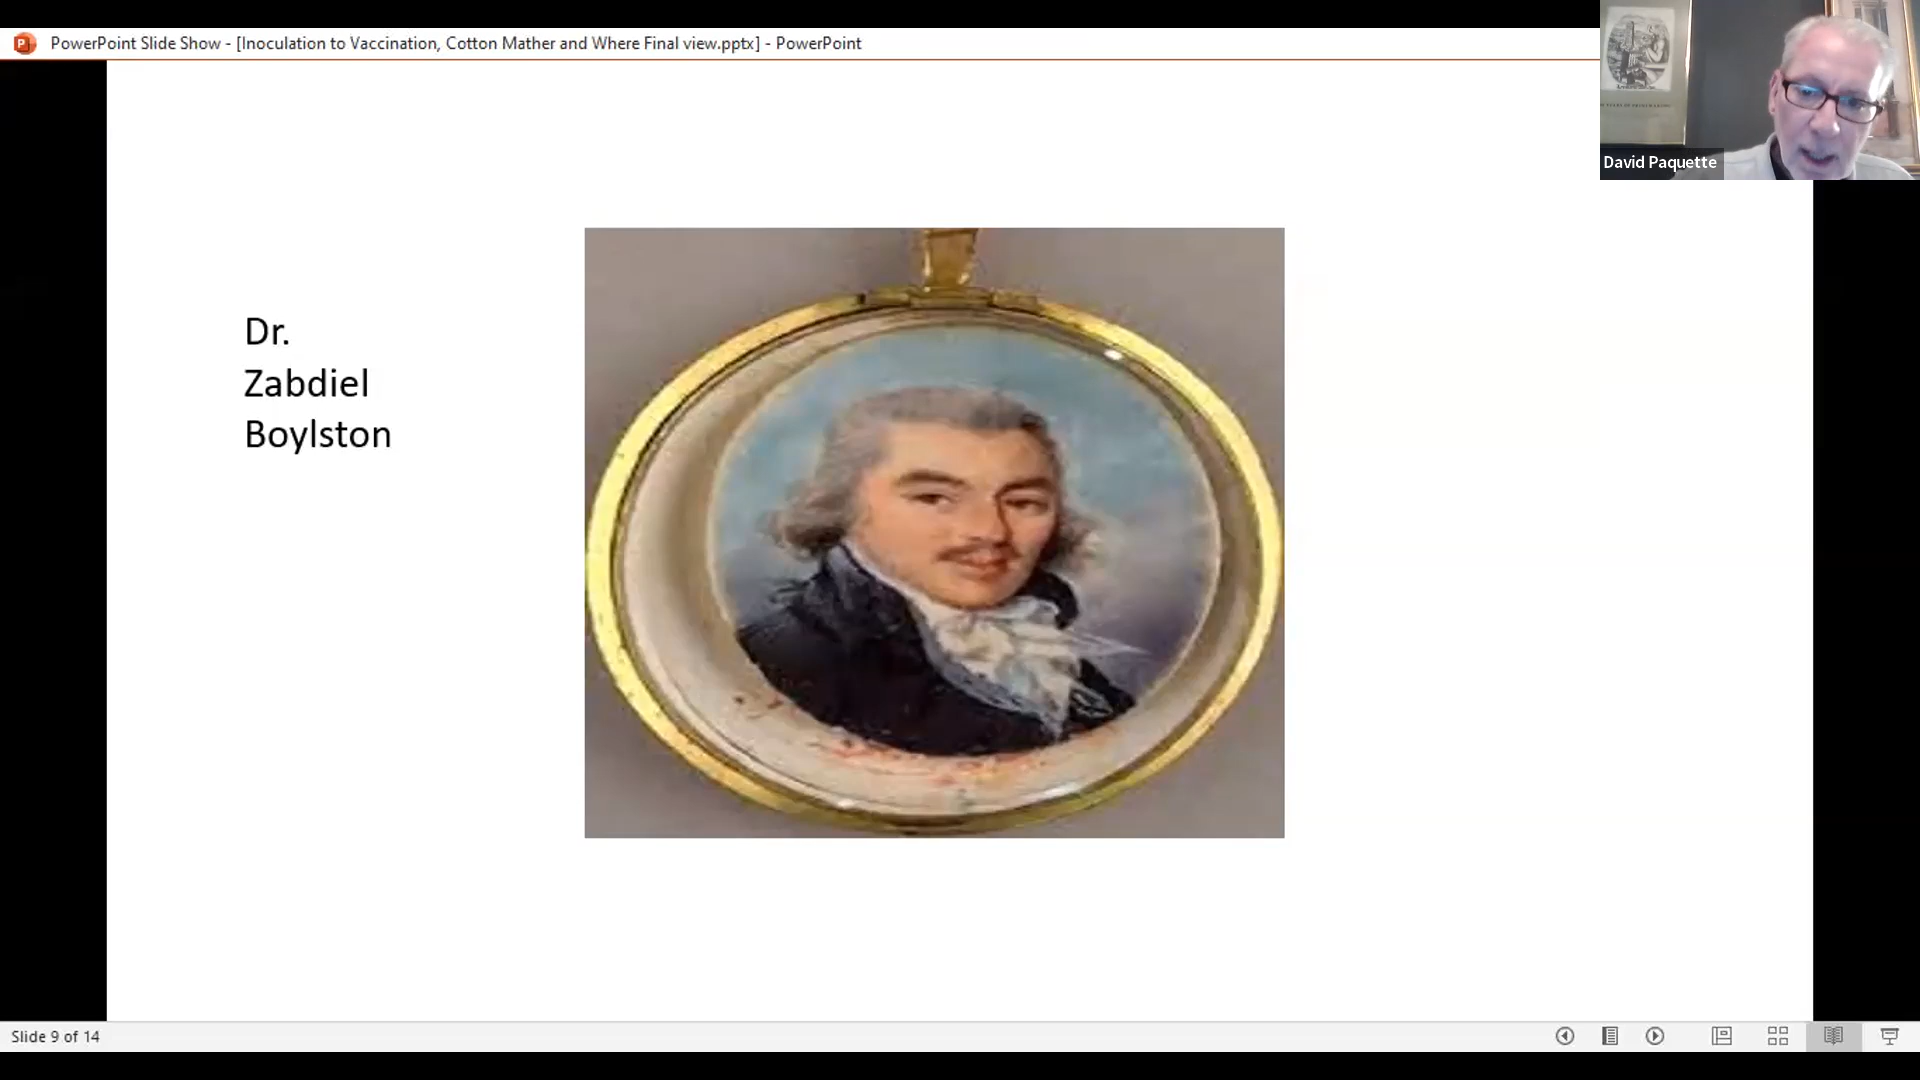 PowerPoint Slide Show - [Inoculation to Vaccination, Cotton Mather and Where Final view.pptx] - PowerPoint
David Paquette
Dr.
Zabdiel
Boylston
Slide 9 of 14